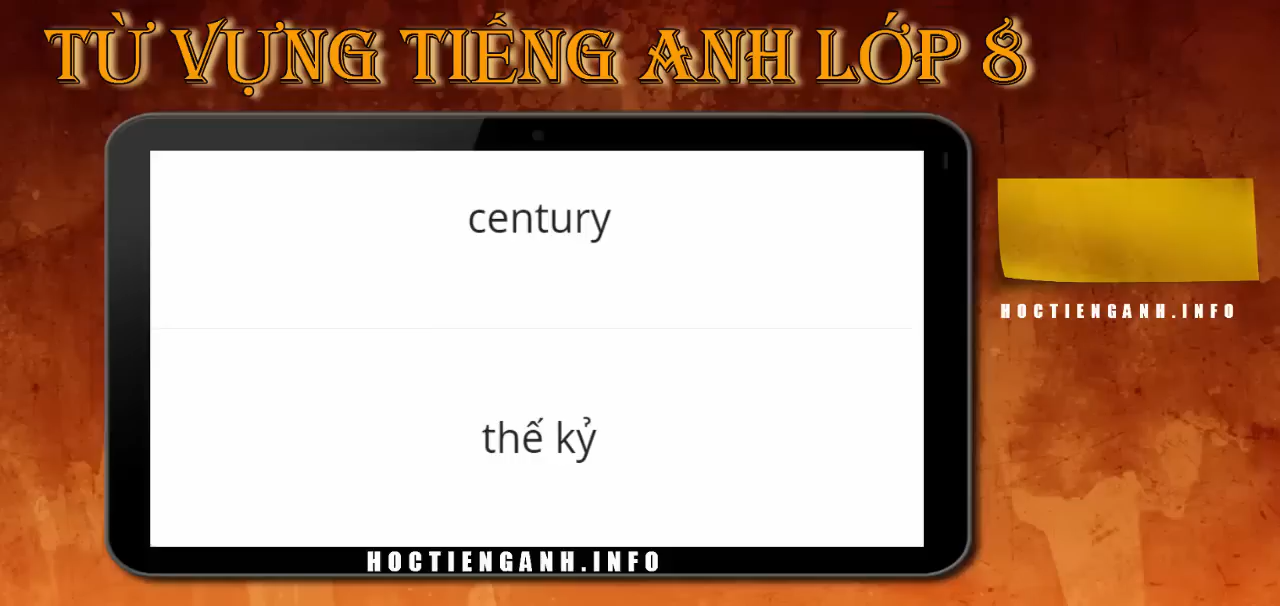 TỪ VỰNG TIẾNG ANH LỚP 8
century
thế kỷ
HOCTIENGANH.INFO
HOCTIENGANH.INFO